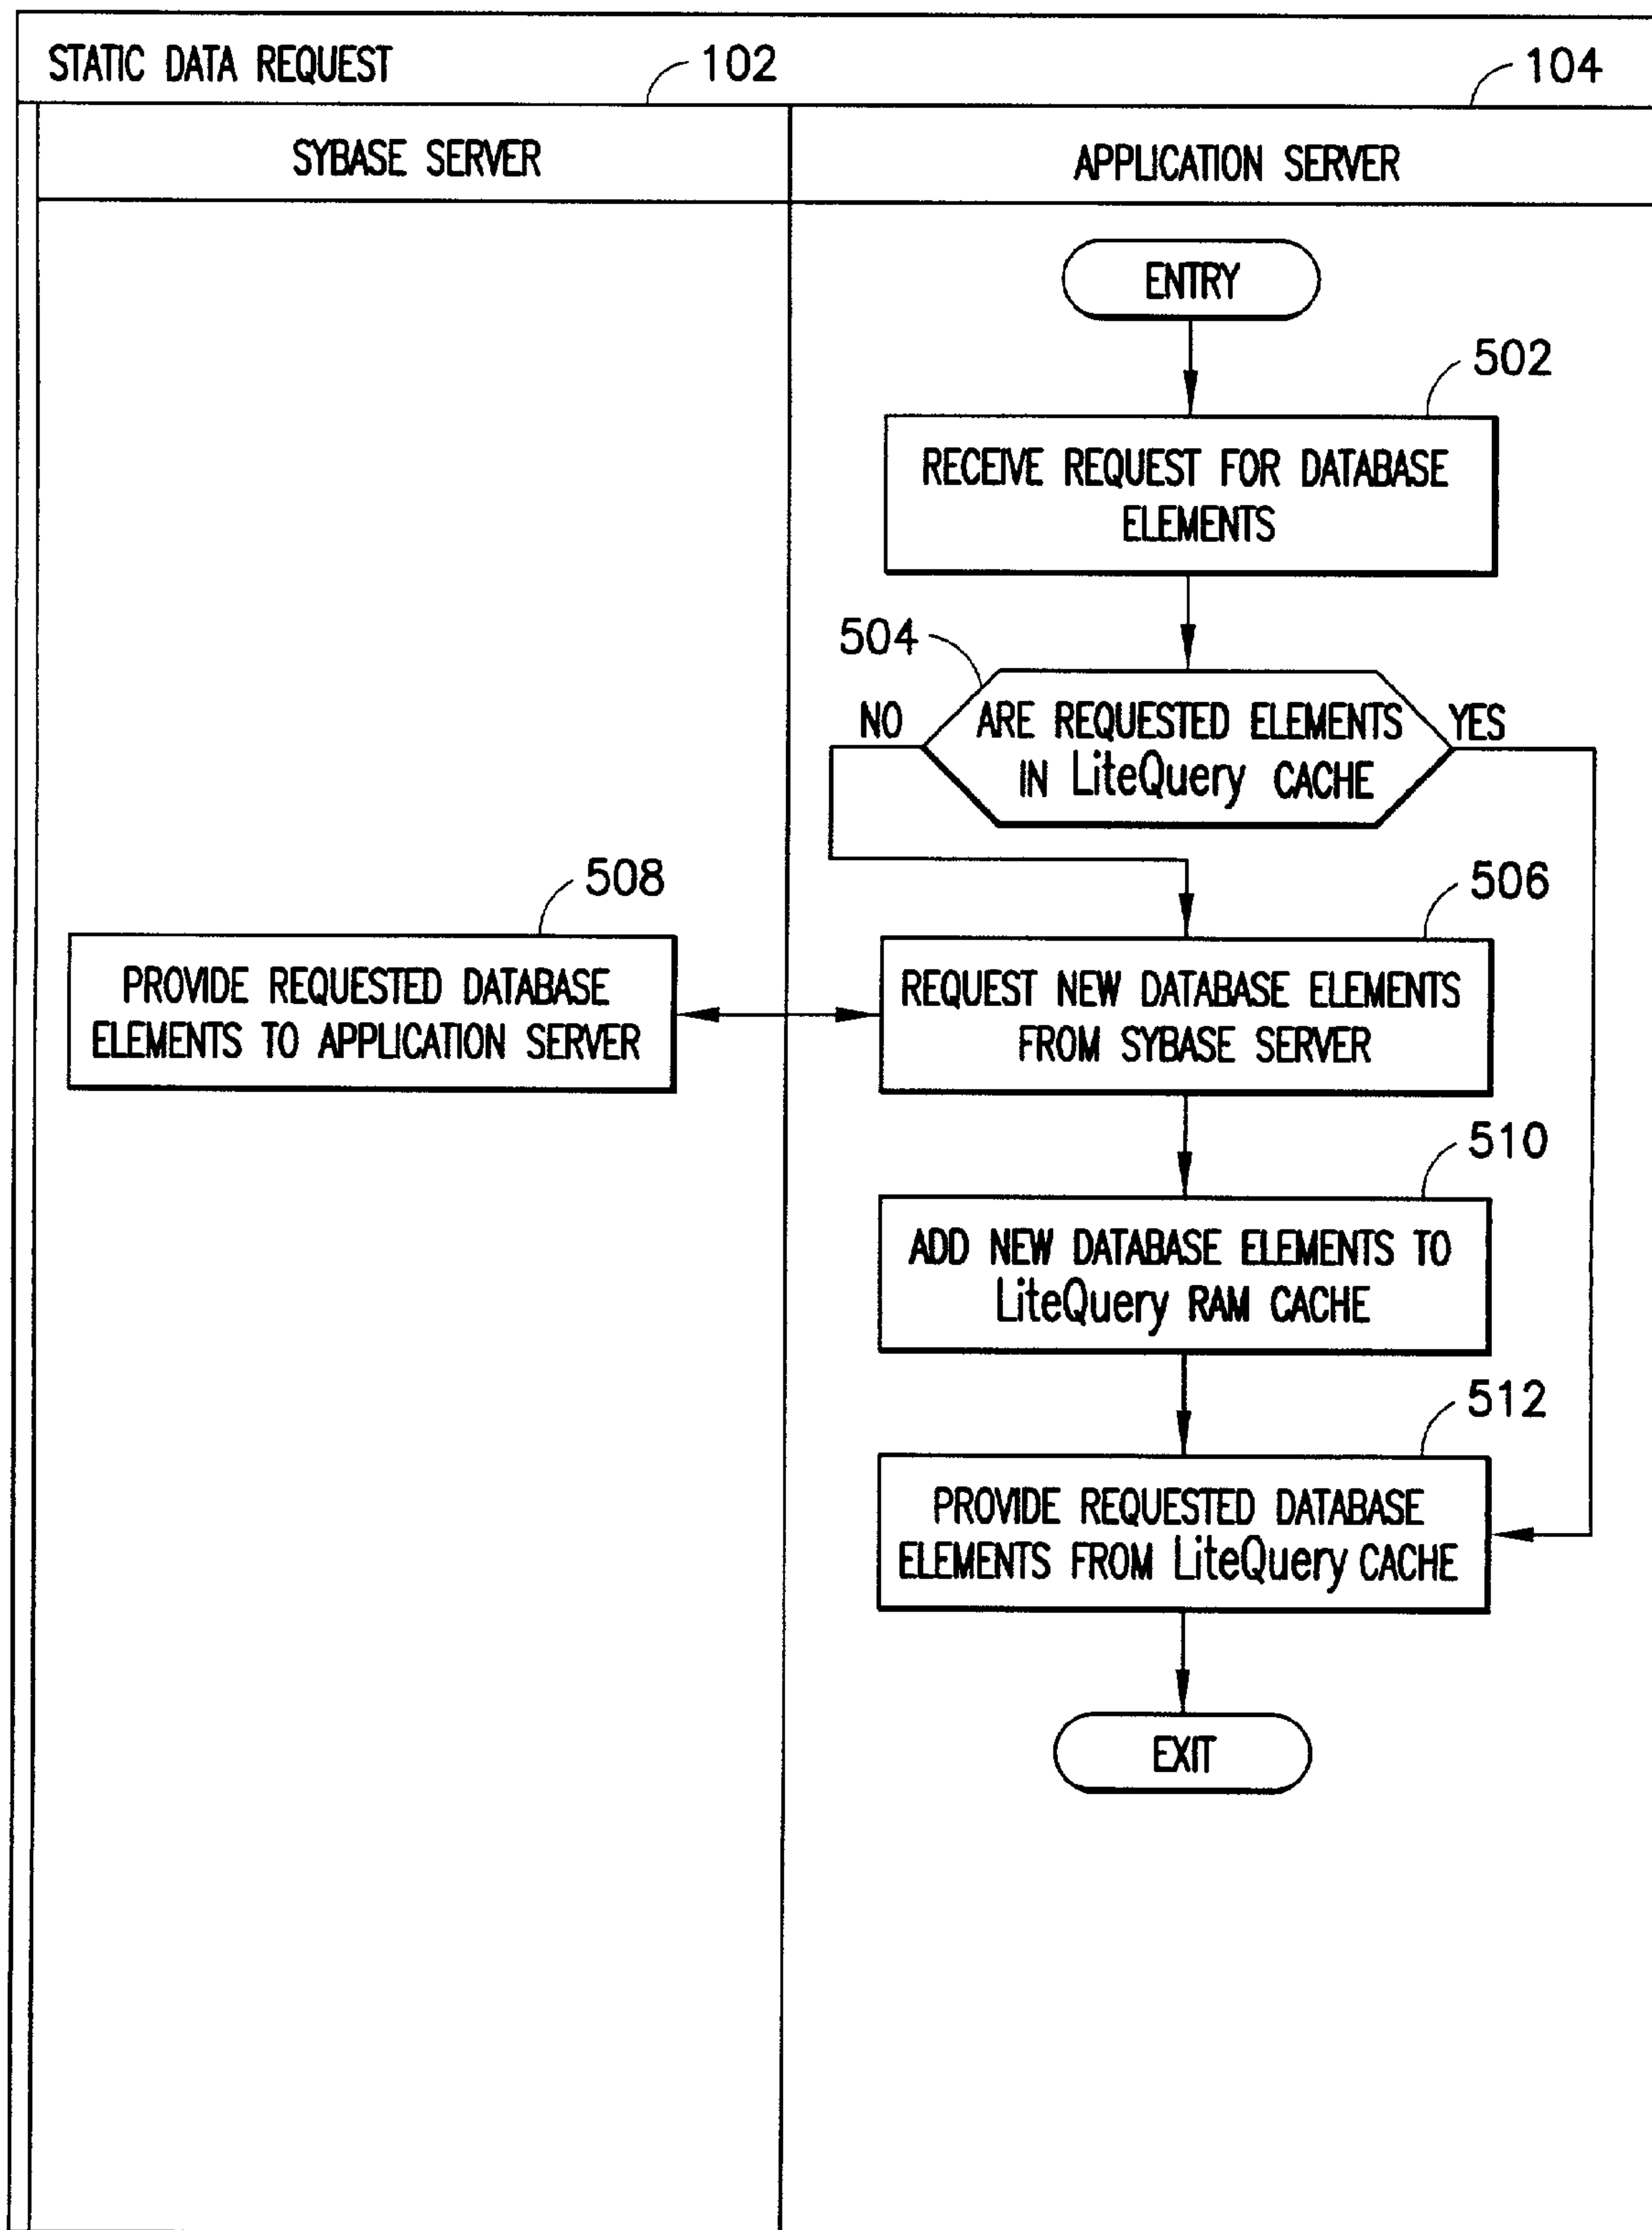 STATIC DATA REQUEST
102
104
SYBASE SERVER
APPLICATION SERVER
ENTRY
502
RECEIVE REQUEST FOR DATABASE
ELEMENTS
504
NO
ARE REQUESTED ELEMENTS
IN LiteQuery CACHE
YES
508
506
PROVIDE REQUESTED DATABASE
ELEMENTS TO APPLICATION SERVER
REQUEST NEW DATABASE ELEMENTS
FROM SYBASE SERVER
510
ADD NEW DATABASE ELEMENTS TO
LiteQuery RAM CACHE
512
PROVIDE REQUESTED DATABASE
ELEMENTS FROM LiteQuery CACHE
EXIT